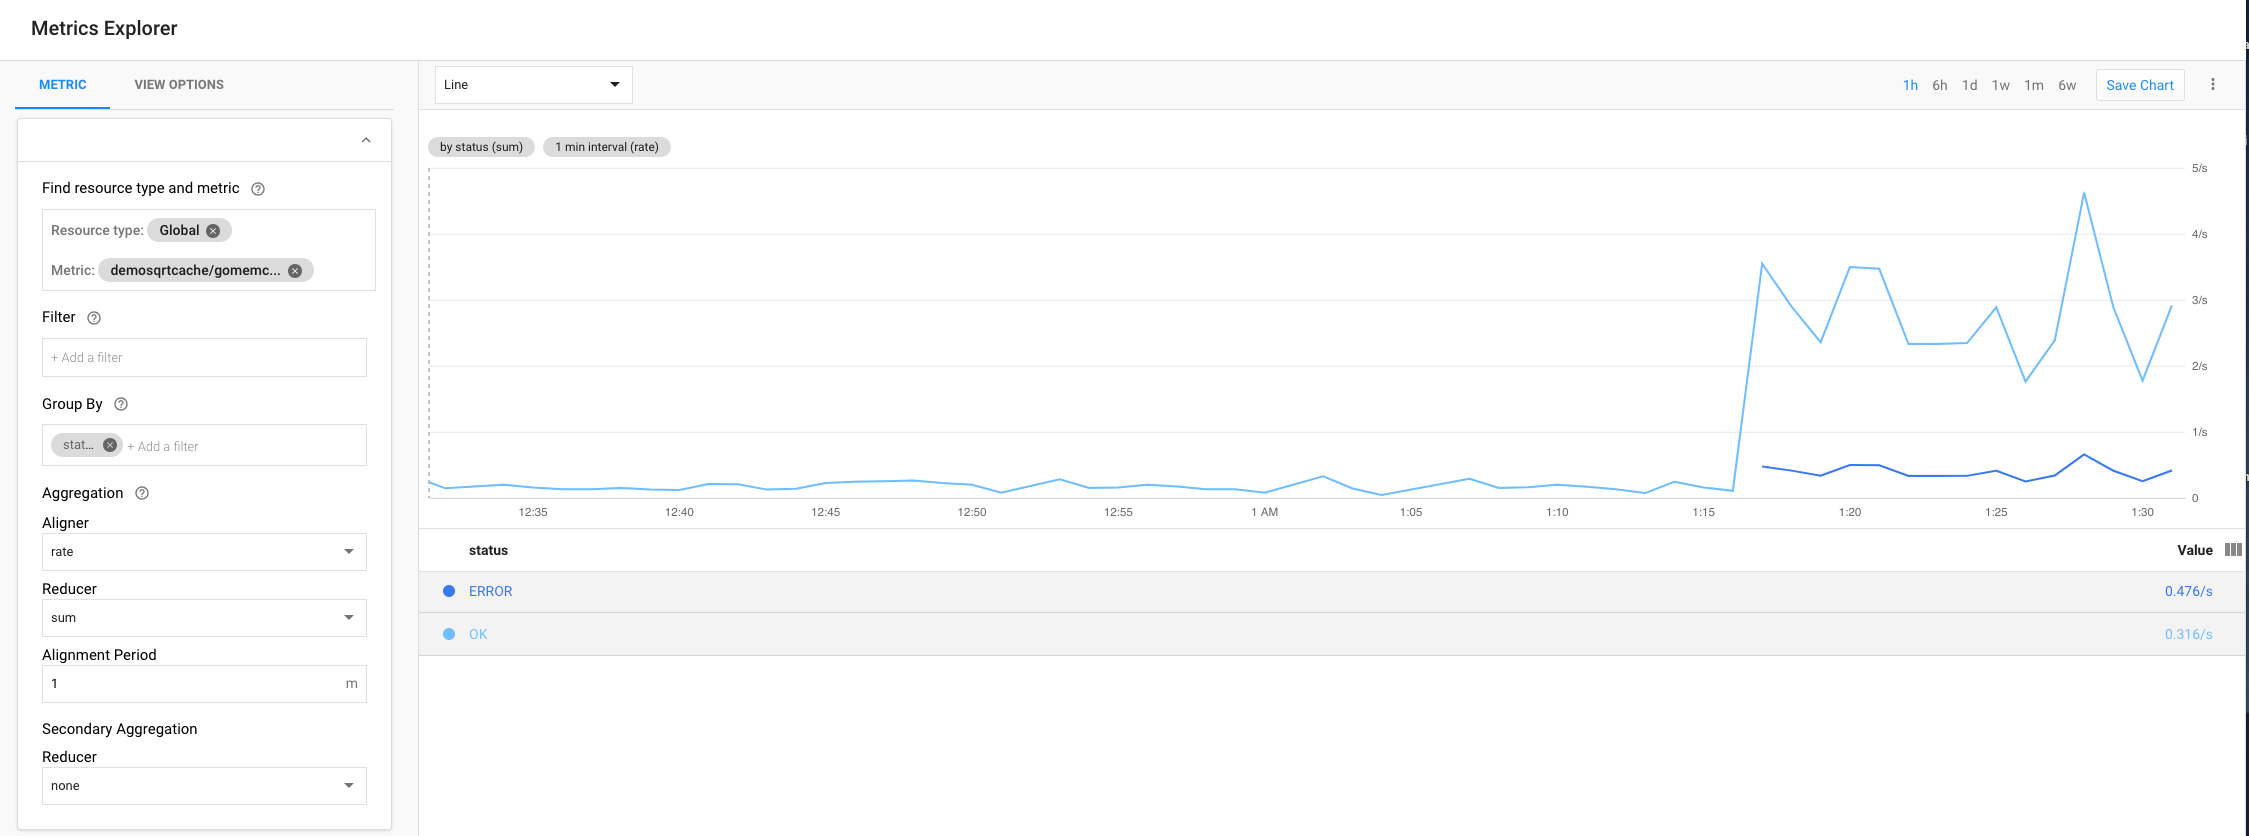 Metrics Explorer
METRIC VIEW OPTIONS
Find resource type and metric
Resource type: Global
Metric: demosqrtcache/gomemc...
Filter
+ Add a filter
Group By
stat... + Add a filter
Aggregation
Aligner
rate
Reducer
sum
Alignment Period
1 m
Secondary Aggregation
Reducer
none
Line
1h 6h 1d 1w 1m 6w Save Chart
by status (sum) 1 min interval (rate)
5/s
4/s
3/s
2/s
1/s
0
12:35 12:40 12:45 12:50 12:55 1 AM 1:05 1:10 1:15 1:20 1:25 1:30
status Value
ERROR 0.476/s
OK 0.316/s